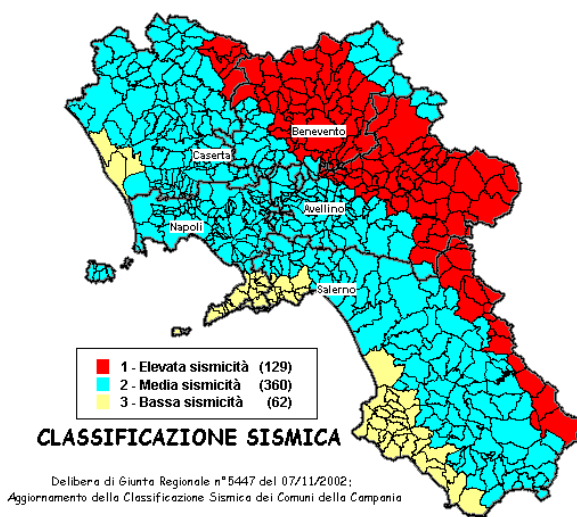 Benevento
Caserta
Avellino
Napoli
Salerno
1 - Elevata sismicità (129)
2 - Media sismicità (360)
3 - Bassa sismicità (62)
CLASSIFICAZIONE SISMICA
Delibera di Giunta Regionale n°5447 del 07/11/2002;
Aggiornamento della Classificazione Sismica dei Comuni della Campania